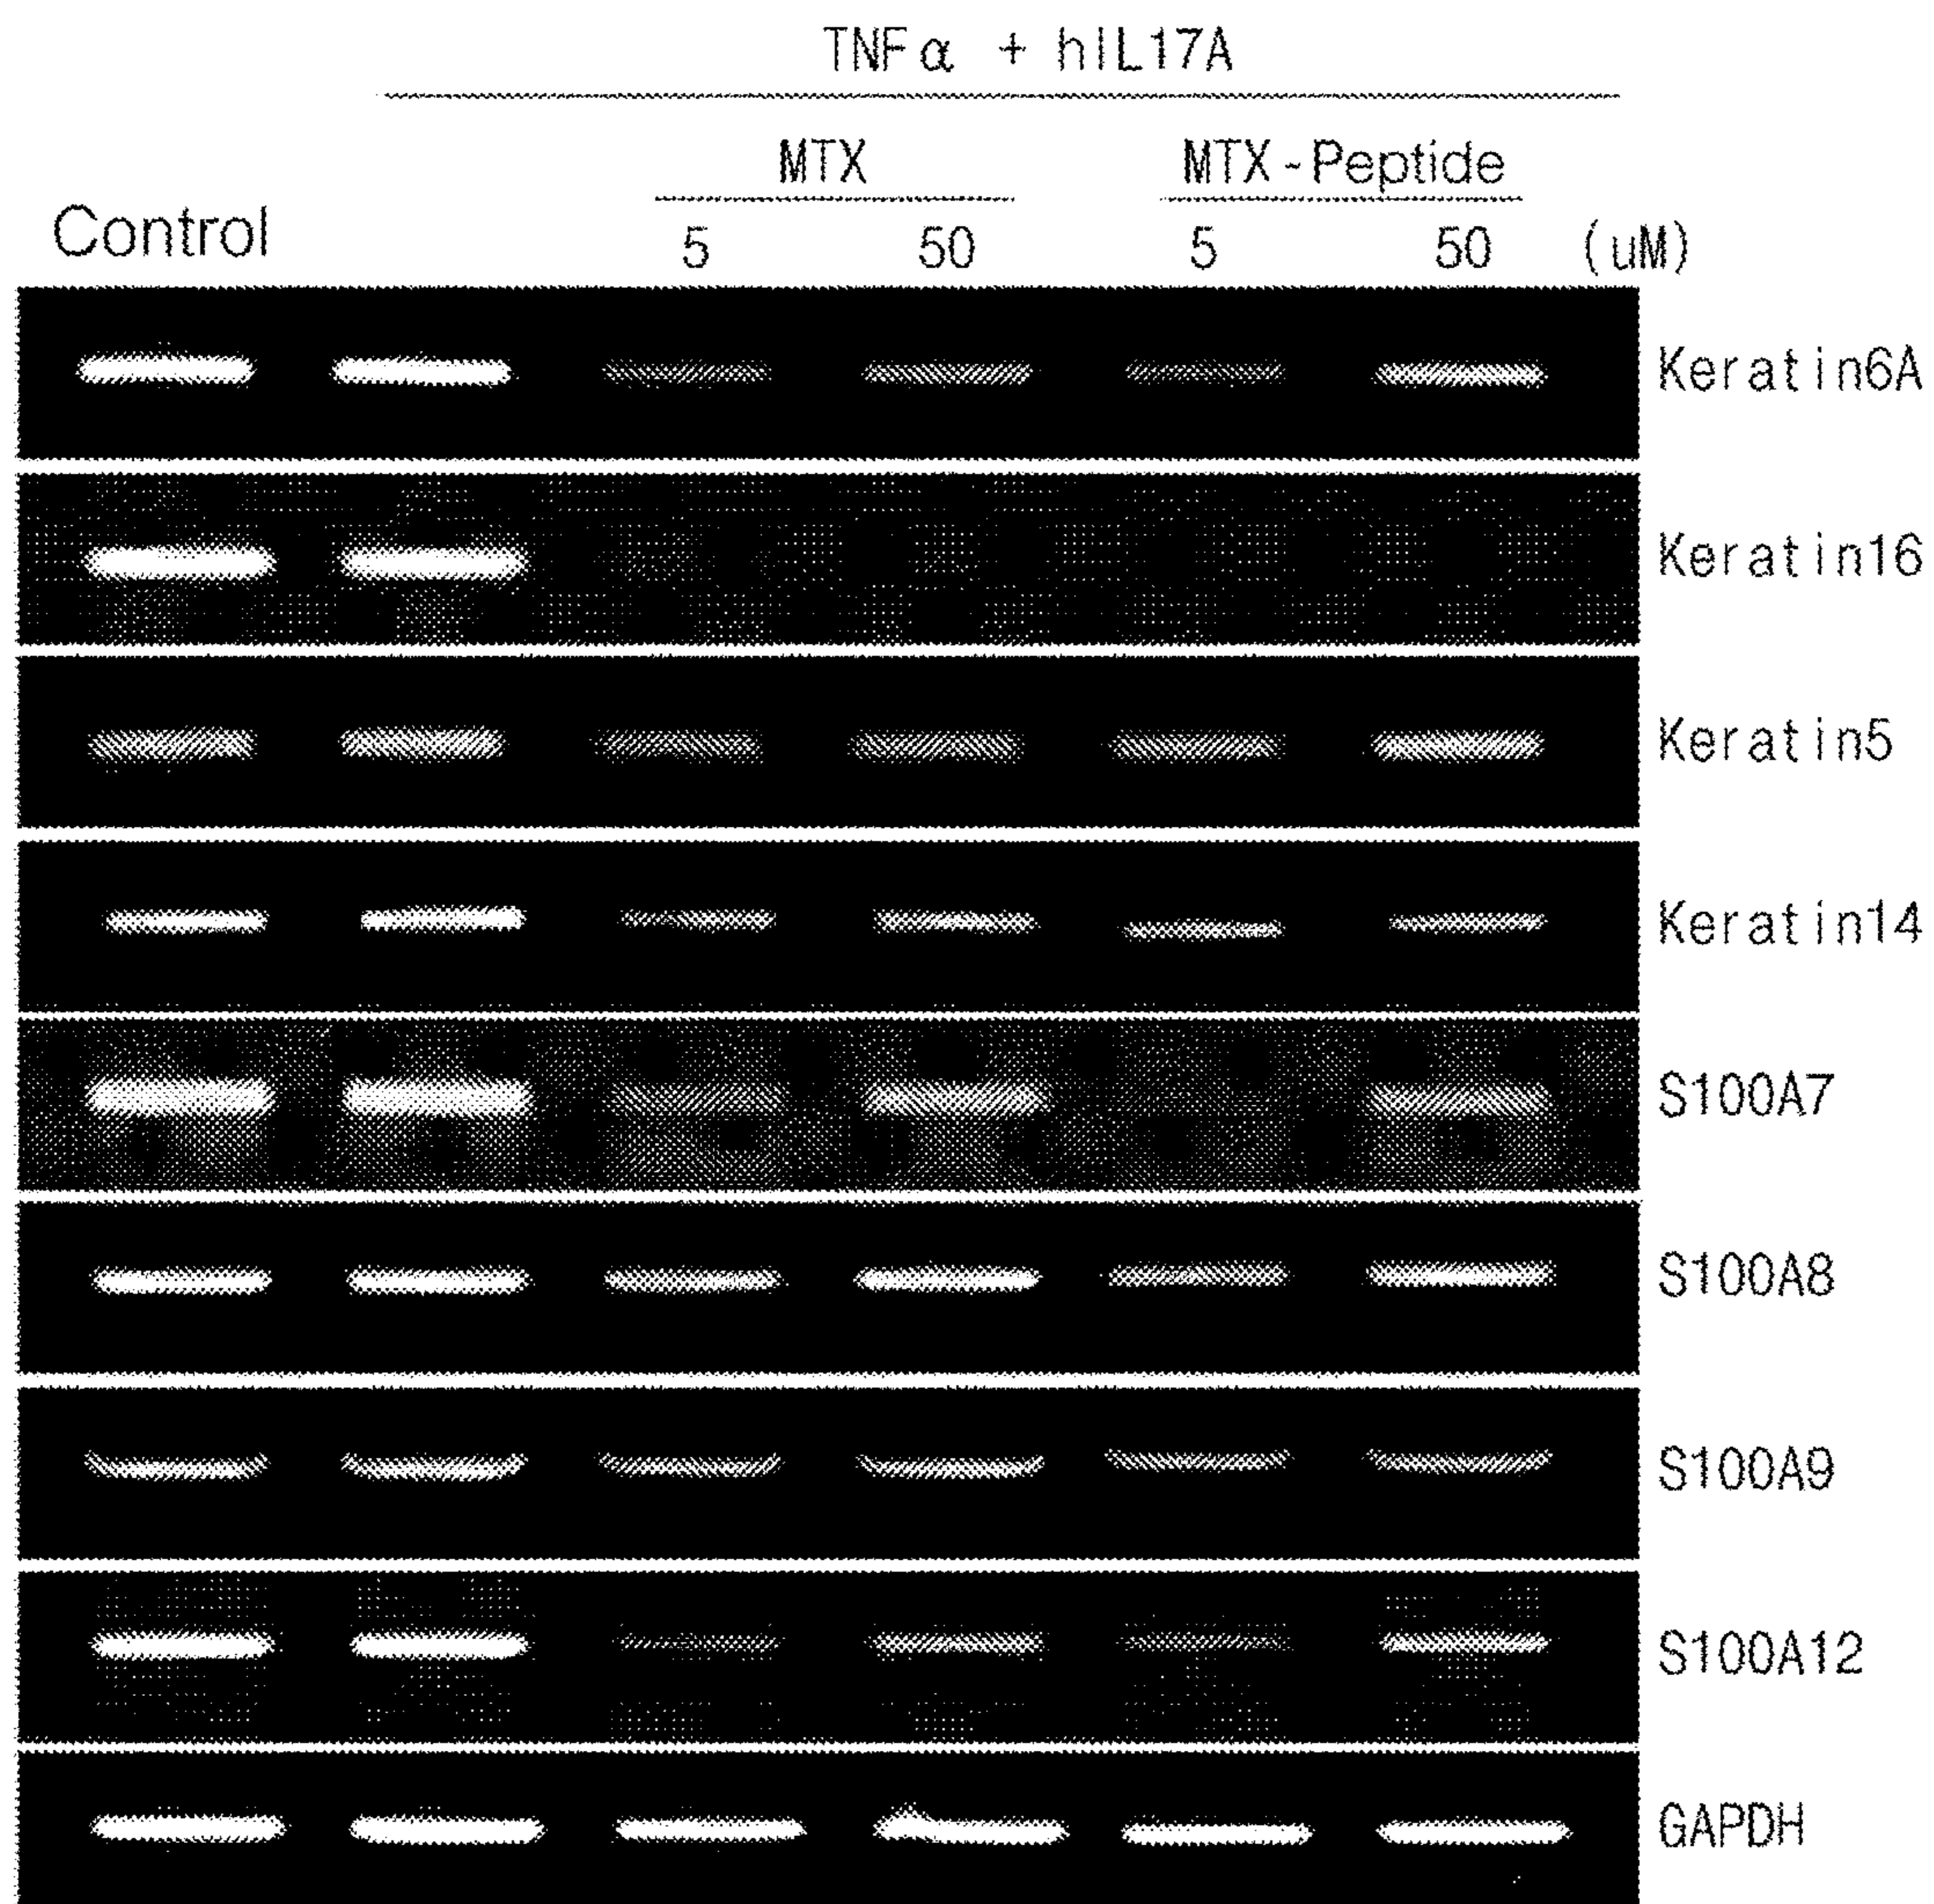 TNFα + hIL17A
MTX MTX-Peptide
Control 5 50 5 50 (uM)
Keratin6A
Keratin16
Keratin5
Keratin14
S100A7
S100A8
S100A9
S100A12
GAPDH